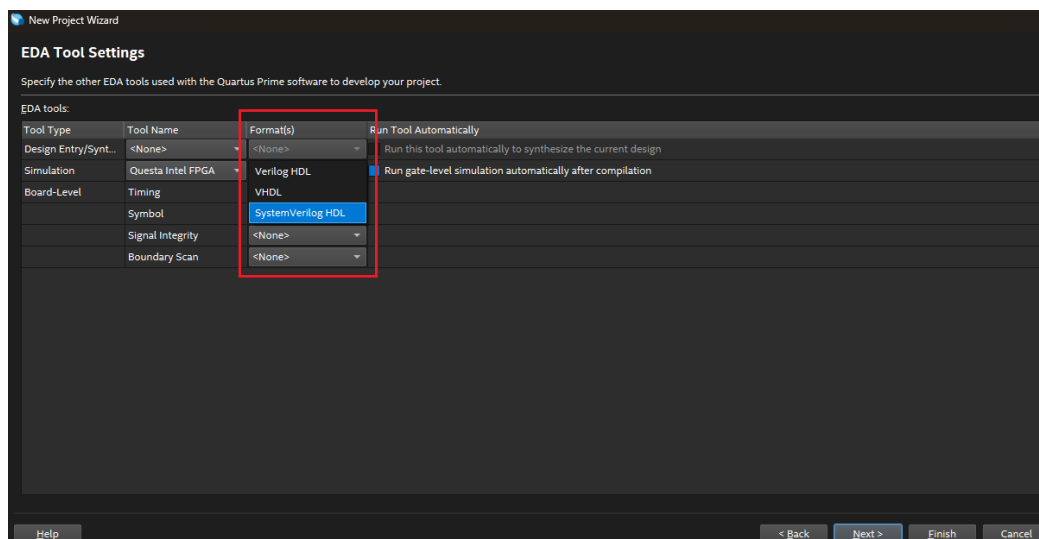 New Project Wizard
EDA Tool Settings
Specify the other EDA tools used with the Quartus Prime software to develop your project.
EDA tools:
Tool Type Tool Name Format(s) Run Tool Automatically
Design Entry/Synt... <None> <None> Run this tool automatically to synthesize the current design
Simulation Questa Intel FPGA Verilog HDL Run gate-level simulation automatically after compilation
Board-Level Timing VHDL
Symbol SystemVerilog HDL
Signal Integrity <None>
Boundary Scan <None>
Help < Back Next > Finish Cancel